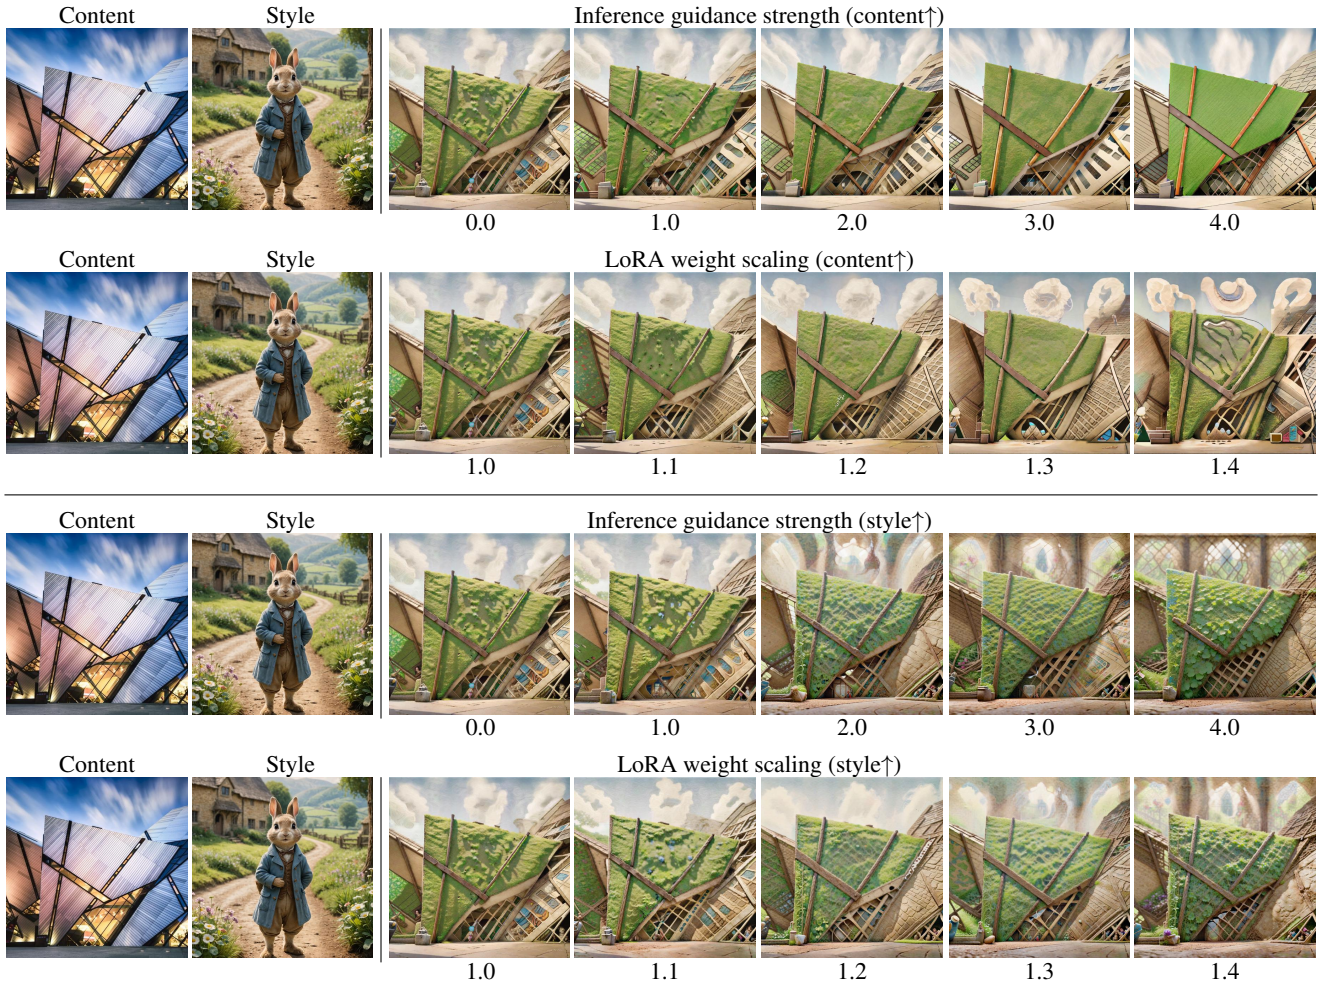 Content Style Inference guidance strength (content↑)
0.0 1.0 2.0 3.0 4.0
Content Style LoRA weight scaling (content↑)
1.0 1.1 1.2 1.3 1.4
Content Style Inference guidance strength (style↑)
0.0 1.0 2.0 3.0 4.0
Content Style LoRA weight scaling (style↑)
1.0 1.1 1.2 1.3 1.4